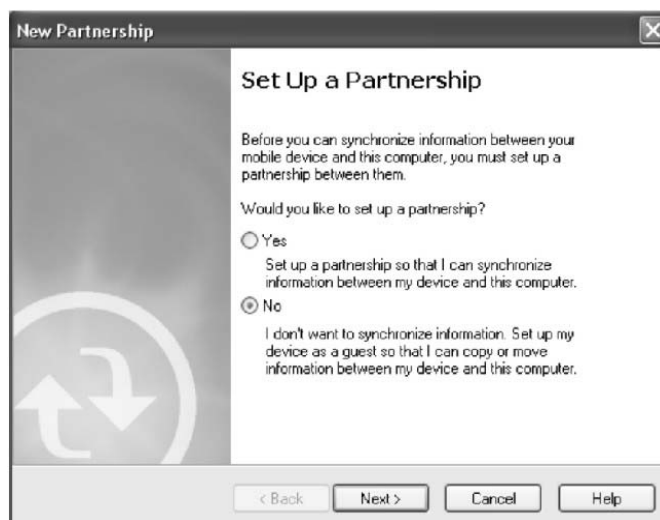 New Partnership
Set Up a Partnership
Before you can synchronize information between your
mobile device and this computer, you must set up a
partnership between them.
Would you like to set up a partnership?
Yes
Set up a partnership so that I can synchronize
information between my device and this computer.
No
I don't want to synchronize information. Set up my
device as a guest so that I can copy or move
information between my device and this computer.
< Back Next > Cancel Help